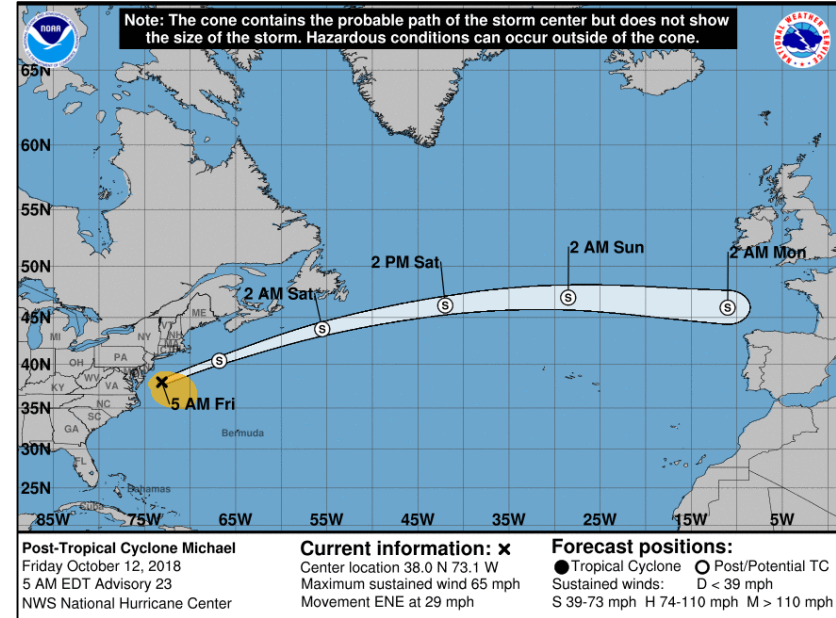 Note: The cone contains the probable path of the storm center but does not show
the size of the storm. Hazardous conditions can occur outside of the cone.
NOAA
NATIONAL WEATHER SERVICE
65N
60N
55N
50N
45N
40N
35N
30N
25N
2 AM Sun
2 AM Mon
2 PM Sat
2 AM Sat
5 AM Fri
S
S
S
S
S
ME
VT
NH
MA
NY
MI
PA
OH
WV
VA
KY
NC
SC
GA
FL
Bermuda
Bahamas
Cuba
85W 75W 65W 55W 45W 35W 25W 15W 5W
Post-Tropical Cyclone Michael
Friday October 12, 2018
5 AM EDT Advisory 23
NWS National Hurricane Center
Current information: ×
Center location 38.0 N 73.1 W
Maximum sustained wind 65 mph
Movement ENE at 29 mph
Forecast positions:
Tropical Cyclone Post/Potential TC
Sustained winds: D < 39 mph
S 39-73 mph H 74-110 mph M > 110 mph